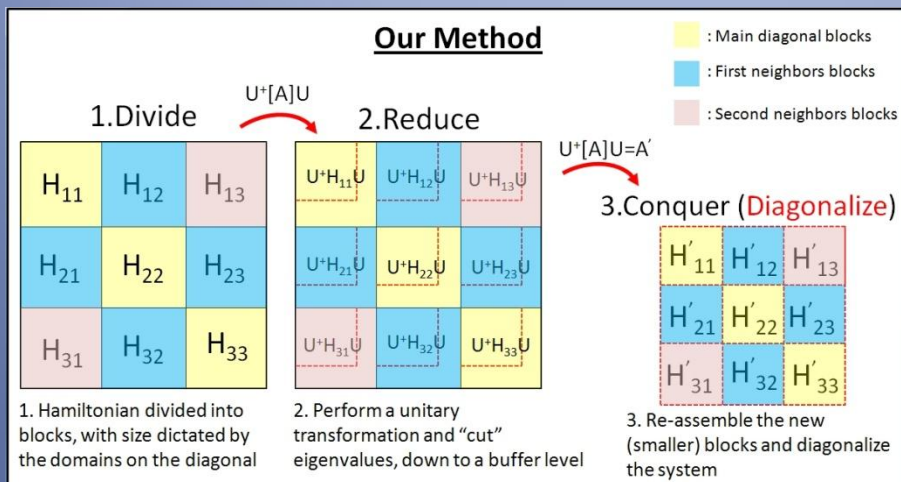 Our Method
: Main diagonal blocks
: First neighbors blocks
: Second neighbors blocks
1.Divide
U⁺[A]U
2.Reduce
U⁺[A]U=A'
3.Conquer (Diagonalize)
H₁₁ H₁₂ H₁₃
H₂₁ H₂₂ H₂₃
H₃₁ H₃₂ H₃₃
U⁺H₁₁U U⁺H₁₂U U⁺H₁₃U
U⁺H₂₁U U⁺H₂₂U U⁺H₂₃U
U⁺H₃₁U U⁺H₃₂U U⁺H₃₃U
H'₁₁ H'₁₂ H'₁₃
H'₂₁ H'₂₂ H'₂₃
H'₃₁ H'₃₂ H'₃₃
1. Hamiltonian divided into
blocks, with size dictated by
the domains on the diagonal
2. Perform a unitary
transformation and “cut”
eigenvalues, down to a buffer level
3. Re-assemble the new
(smaller) blocks and diagonalize
the system